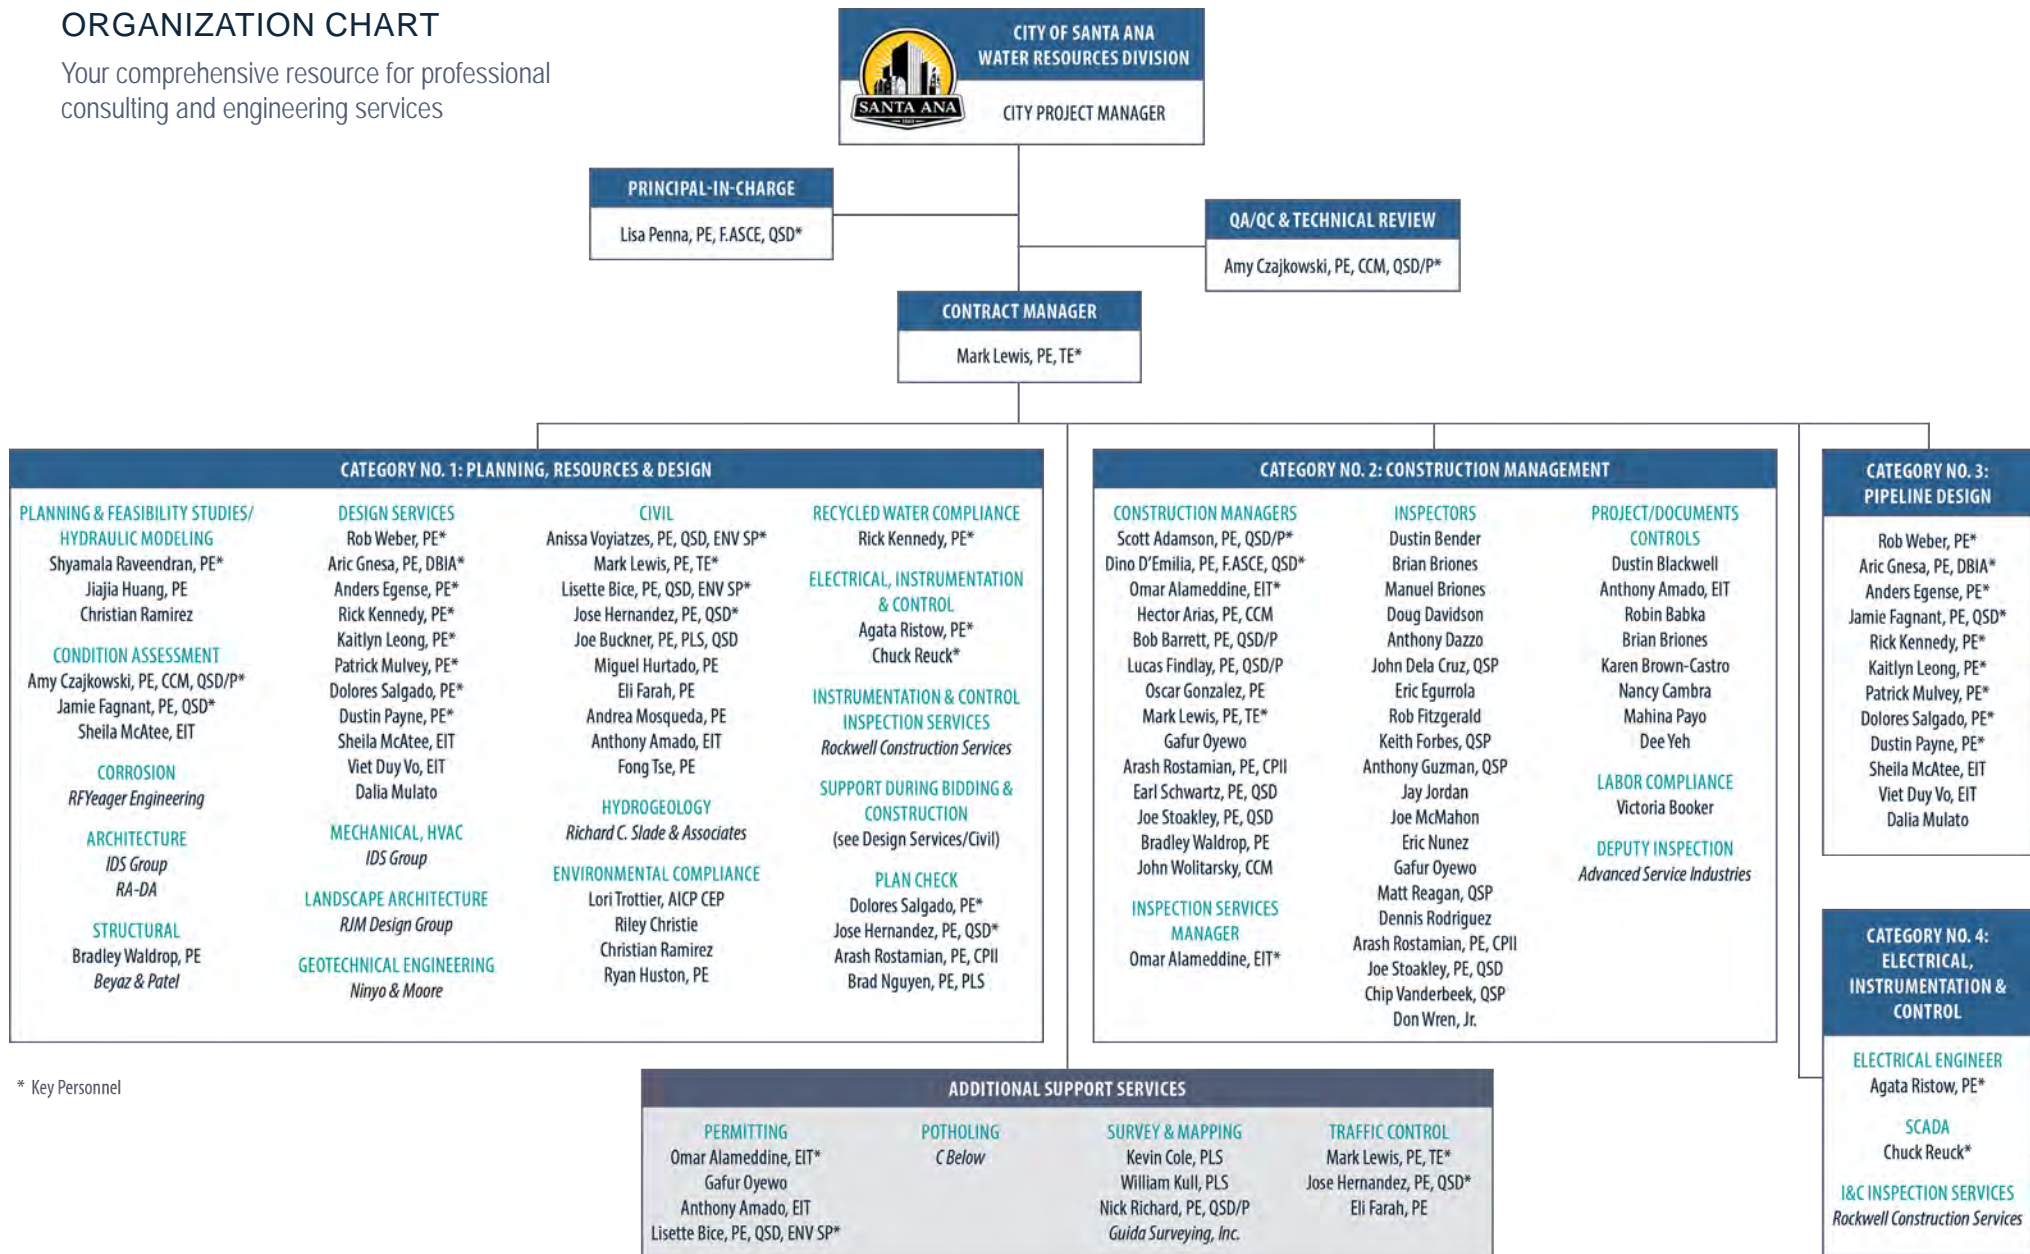 ORGANIZATION CHART
Your comprehensive resource for professional
consulting and engineering services
SANTA ANA
CITY OF SANTA ANA
WATER RESOURCES DIVISION
CITY PROJECT MANAGER
PRINCIPAL-IN-CHARGE
Lisa Penna, PE, F.ASCE, QSD*
QA/QC & TECHNICAL REVIEW
Amy Czajkowski, PE, CCM, QSD/P*
CONTRACT MANAGER
Mark Lewis, PE, TE*
CATEGORY NO. 1: PLANNING, RESOURCES & DESIGN
PLANNING & FEASIBILITY STUDIES/
HYDRAULIC MODELING
Shyamala Raveendran, PE*
Jiajia Huang, PE
Christian Ramirez
CONDITION ASSESSMENT
Amy Czajkowski, PE, CCM, QSD/P*
Jamie Fagnant, PE, QSD*
Sheila McAtee, EIT
CORROSION
RFYeager Engineering
ARCHITECTURE
IDS Group
RA-DA
STRUCTURAL
Bradley Waldrop, PE
Beyaz & Patel
DESIGN SERVICES
Rob Weber, PE*
Aric Gnesa, PE, DBIA*
Anders Egense, PE*
Rick Kennedy, PE*
Kaitlyn Leong, PE*
Patrick Mulvey, PE*
Dolores Salgado, PE*
Dustin Payne, PE*
Sheila McAtee, EIT
Viet Duy Vo, EIT
Dalia Mulato
MECHANICAL, HVAC
IDS Group
LANDSCAPE ARCHITECTURE
RJM Design Group
GEOTECHNICAL ENGINEERING
Ninyo & Moore
CIVIL
Anissa Voyiatzes, PE, QSD, ENV SP*
Mark Lewis, PE, TE*
Lisette Bice, PE, QSD, ENV SP*
Jose Hernandez, PE, QSD*
Joe Buckner, PE, PLS, QSD
Miguel Hurtado, PE
Eli Farah, PE
Andrea Mosqueda, PE
Anthony Amado, EIT
Fong Tse, PE
HYDROGEOLOGY
Richard C. Slade & Associates
ENVIRONMENTAL COMPLIANCE
Lori Trottier, AICP CEP
Riley Christie
Christian Ramirez
Ryan Huston, PE
RECYCLED WATER COMPLIANCE
Rick Kennedy, PE*
ELECTRICAL, INSTRUMENTATION
& CONTROL
Agata Ristow, PE*
Chuck Reuck*
INSTRUMENTATION & CONTROL
INSPECTION SERVICES
Rockwell Construction Services
SUPPORT DURING BIDDING &
CONSTRUCTION
(see Design Services/Civil)
PLAN CHECK
Dolores Salgado, PE*
Jose Hernandez, PE, QSD*
Arash Rostamian, PE, CPII
Brad Nguyen, PE, PLS
CATEGORY NO. 2: CONSTRUCTION MANAGEMENT
CONSTRUCTION MANAGERS
Scott Adamson, PE, QSD/P*
Dino D'Emilia, PE, F.ASCE, QSD*
Omar Alameddine, EIT*
Hector Arias, PE, CCM
Bob Barrett, PE, QSD/P
Lucas Findlay, PE, QSD/P
Oscar Gonzalez, PE
Mark Lewis, PE, TE*
Gafur Oyewo
Arash Rostamian, PE, CPII
Earl Schwartz, PE, QSD
Joe Stoakley, PE, QSD
Bradley Waldrop, PE
John Wolitarsky, CCM
INSPECTION SERVICES
MANAGER
Omar Alameddine, EIT*
INSPECTORS
Dustin Bender
Brian Briones
Manuel Briones
Doug Davidson
Anthony Dazzo
John Dela Cruz, QSP
Eric Egurrola
Rob Fitzgerald
Keith Forbes, QSP
Anthony Guzman, QSP
Jay Jordan
Joe McMahon
Eric Nunez
Gafur Oyewo
Matt Reagan, QSP
Dennis Rodriguez
Arash Rostamian, PE, CPII
Joe Stoakley, PE, QSD
Chip Vanderbeek, QSP
Don Wren, Jr.
PROJECT/DOCUMENTS
CONTROLS
Dustin Blackwell
Anthony Amado, EIT
Robin Babka
Brian Briones
Karen Brown-Castro
Nancy Cambra
Mahina Payo
Dee Yeh
LABOR COMPLIANCE
Victoria Booker
DEPUTY INSPECTION
Advanced Service Industries
CATEGORY NO. 3:
PIPELINE DESIGN
Rob Weber, PE*
Aric Gnesa, PE, DBIA*
Anders Egense, PE*
Jamie Fagnant, PE, QSD*
Rick Kennedy, PE*
Kaitlyn Leong, PE*
Patrick Mulvey, PE*
Dolores Salgado, PE*
Dustin Payne, PE*
Sheila McAtee, EIT
Viet Duy Vo, EIT
Dalia Mulato
CATEGORY NO. 4:
ELECTRICAL,
INSTRUMENTATION &
CONTROL
ELECTRICAL ENGINEER
Agata Ristow, PE*
SCADA
Chuck Reuck*
I&C INSPECTION SERVICES
Rockwell Construction Services
* Key Personnel
ADDITIONAL SUPPORT SERVICES
PERMITTING
Omar Alameddine, EIT*
Gafur Oyewo
Anthony Amado, EIT
Lisette Bice, PE, QSD, ENV SP*
POTHOLING
C Below
SURVEY & MAPPING
Kevin Cole, PLS
William Kull, PLS
Nick Richard, PE, QSD/P
Guida Surveying, Inc.
TRAFFIC CONTROL
Mark Lewis, PE, TE*
Jose Hernandez, PE, QSD*
Eli Farah, PE